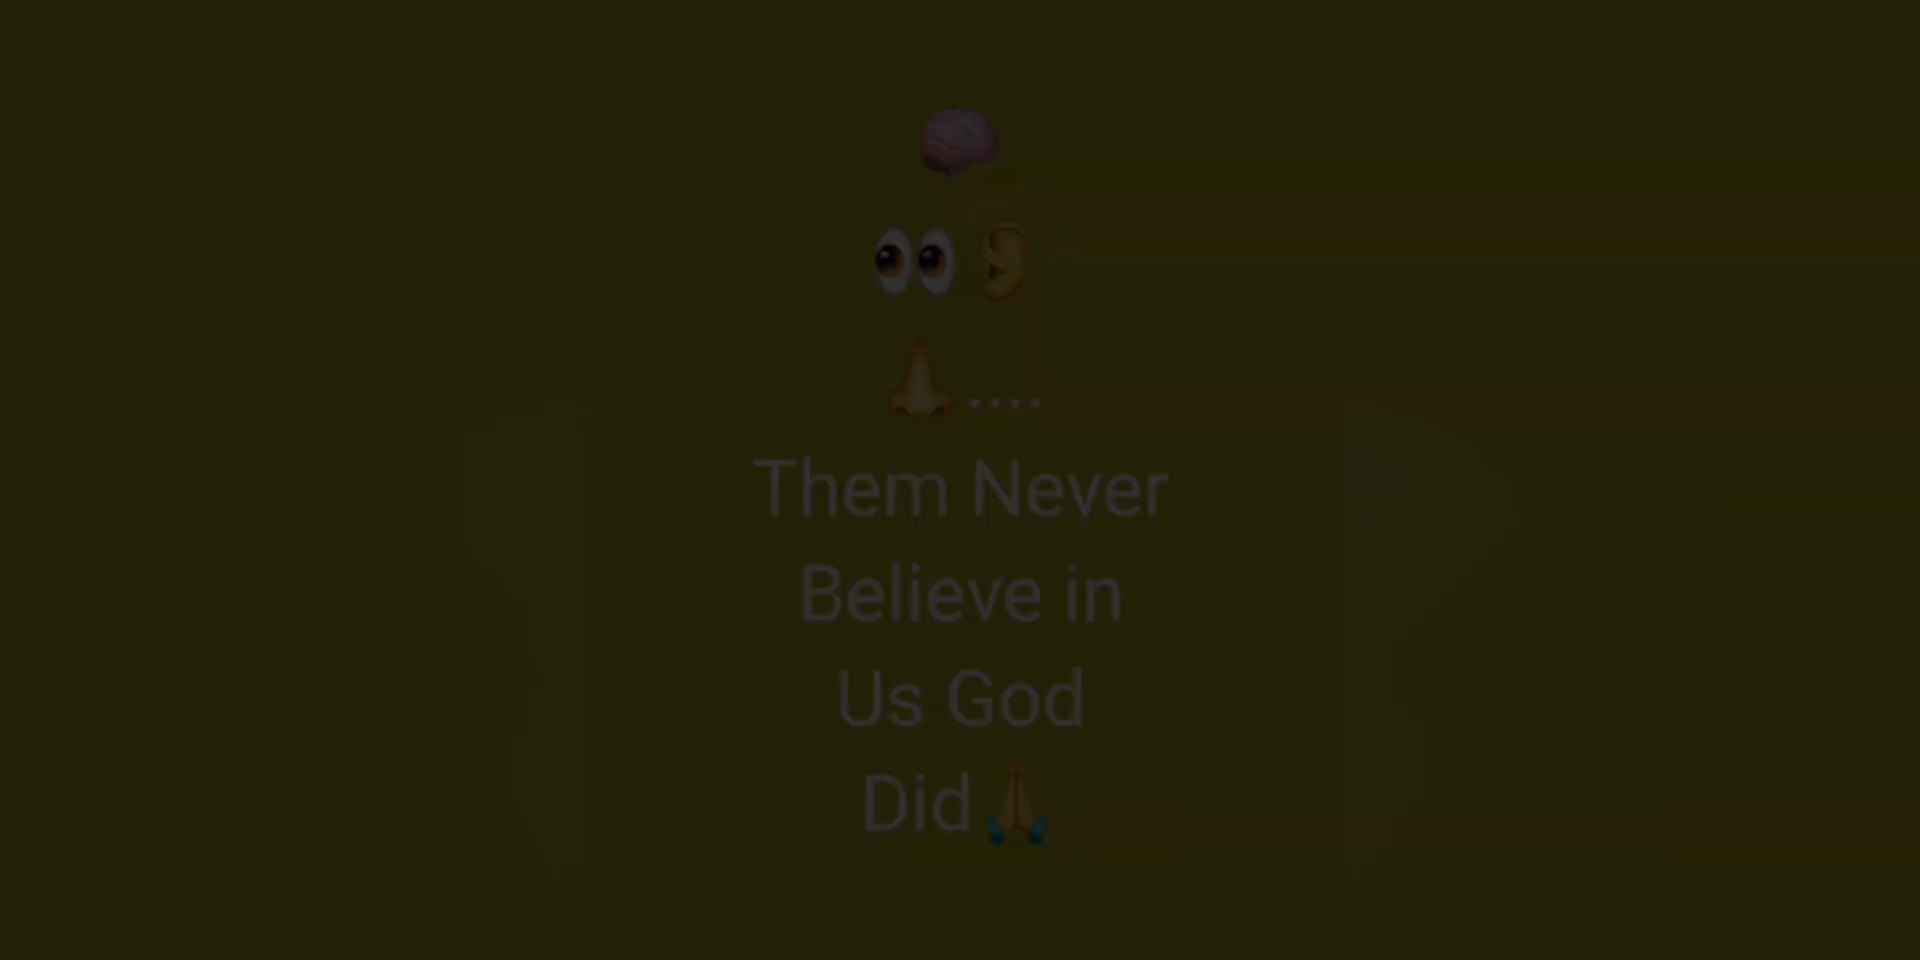 🧠
👀👂
👃....
Them Never
Believe in
Us God
Did🙏